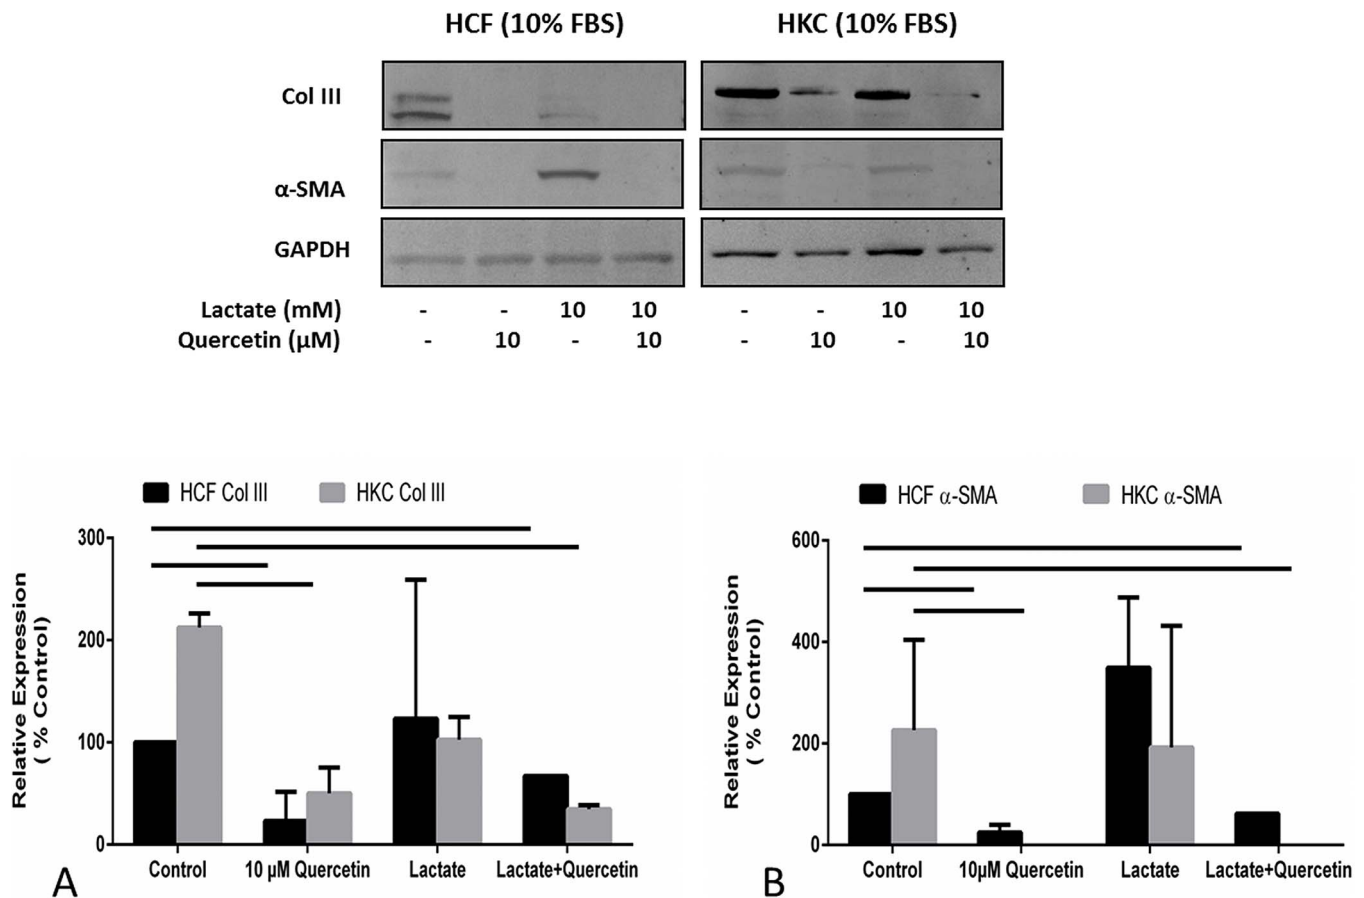 HCF (10% FBS) HKC (10% FBS)
Col III
α-SMA
GAPDH
Lactate (mM) - - 10 10 - - 10 10
Quercetin (μM) - 10 - 10 - 10 - 10
HCF Col III HKC Col III
300
200
100
0
Relative Expression
( % Control)
Control 10 μM Quercetin Lactate Lactate+Quercetin
A
HCF α-SMA HKC α-SMA
600
400
200
0
Relative Expression
( % Control)
Control 10μM Quercetin Lactate Lactate+Quercetin
B